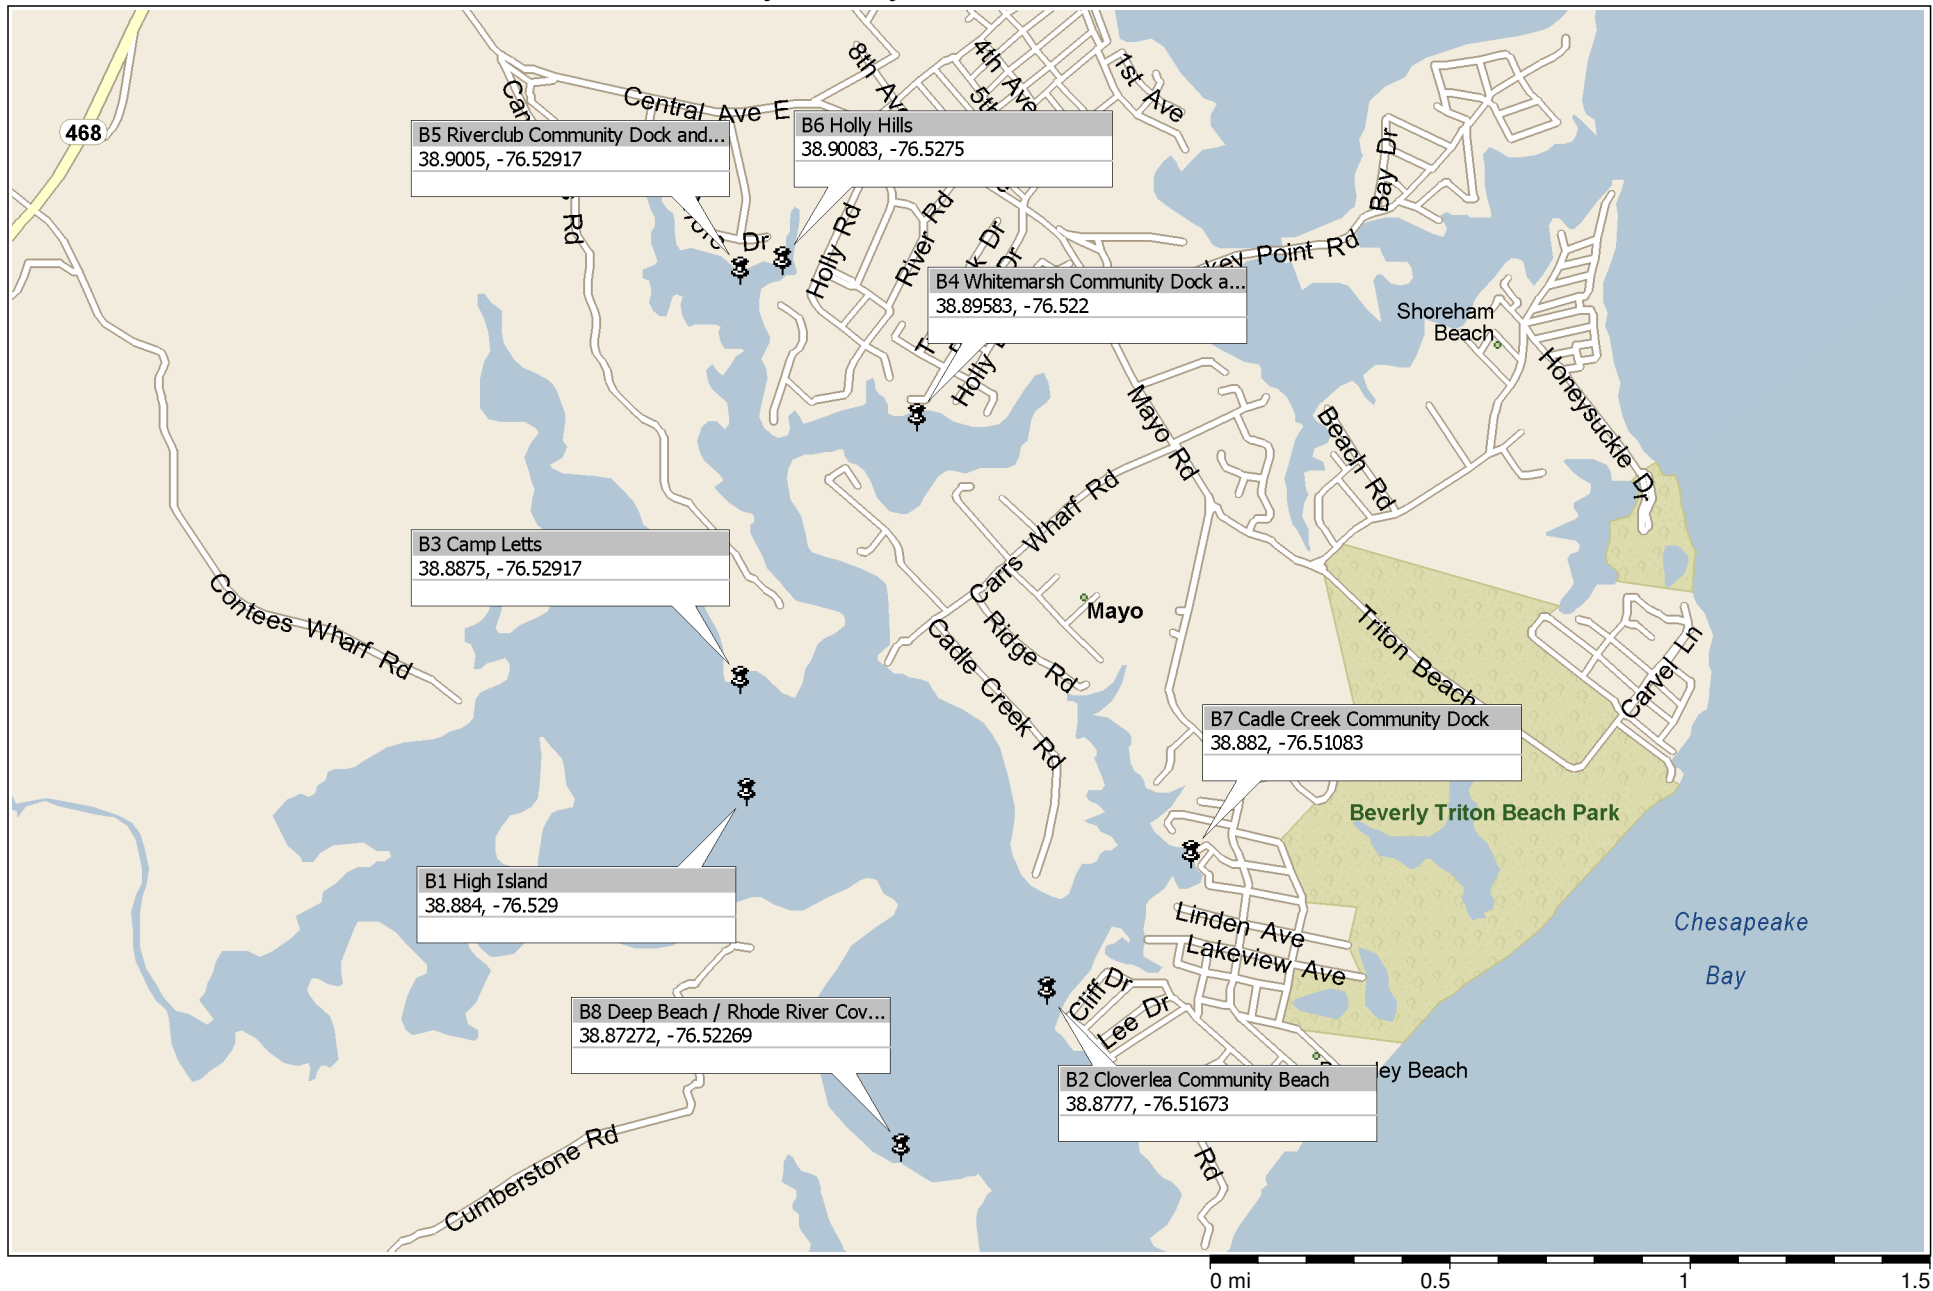 8th Av
4th Ave
5th
1st Ave
Central Ave E
468
B5 Riverclub Community Dock and...
38.9005, -76.52917
B6 Holly Hills
38.90083, -76.5275
Bay Dr
Rd
Dr
Holly Rd
River Rd
Dr
Dr
key Point Rd
B4 Whitemarsh Community Dock a...
38.89583, -76.522
Shoreham
Beach
Holly
Honeysuckle Dr
Mayo Rd
Beach Rd
Carrs Wharf Rd
B3 Camp Letts
38.8875, -76.52917
Contees Wharf Rd
Mayo
Ridge Rd
Cadle Creek Rd
Triton Beach
Carvel Ln
B7 Cadle Creek Community Dock
38.882, -76.51083
Beverly Triton Beach Park
B1 High Island
38.884, -76.529
Linden Ave
Lakeview Ave
Chesapeake
Bay
Cliff Dr
Lee Dr
B8 Deep Beach / Rhode River Cov...
38.87272, -76.52269
ley Beach
B2 Cloverlea Community Beach
38.8777, -76.51673
Cumberstone Rd
Rd
0 mi 0.5 1 1.5